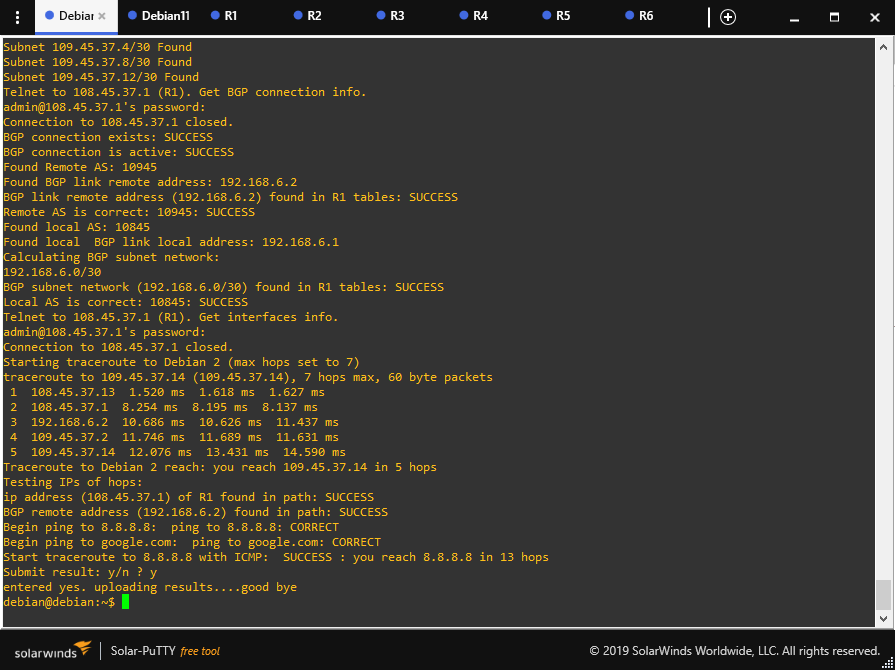 Debiar
Debian11
R1
R2
R3
R4
R5
R6
Subnet 109.45.37.4/30 Found
Subnet 109.45.37.8/30 Found
Subnet 109.45.37.12/30 Found
Telnet to 108.45.37.1 (R1). Get BGP connection info.
admin@108.45.37.1's password:
Connection to 108.45.37.1 closed.
BGP connection exists: SUCCESS
BGP connection is active: SUCCESS
Found Remote AS: 10945
Found BGP link remote address: 192.168.6.2
BGP link remote address (192.168.6.2) found in R1 tables: SUCCESS
Remote AS is correct: 10945: SUCCESS
Found local AS: 10845
Found local  BGP link local address: 192.168.6.1
Calculating BGP subnet network:
192.168.6.0/30
BGP subnet network (192.168.6.0/30) found in R1 tables: SUCCESS
Local AS is correct: 10845: SUCCESS
Telnet to 108.45.37.1 (R1). Get interfaces info.
admin@108.45.37.1's password:
Connection to 108.45.37.1 closed.
Starting traceroute to Debian 2 (max hops set to 7)
traceroute to 109.45.37.14 (109.45.37.14), 7 hops max, 60 byte packets
1  108.45.37.13  1.520 ms  1.618 ms  1.627 ms
2  108.45.37.1  8.254 ms  8.195 ms  8.137 ms
3  192.168.6.2  10.686 ms  10.626 ms  11.437 ms
4  109.45.37.2  11.746 ms  11.689 ms  11.631 ms
5  109.45.37.14  12.076 ms  13.431 ms  14.590 ms
Traceroute to Debian 2 reach: you reach 109.45.37.14 in 5 hops
Testing IPs of hops:
ip address (108.45.37.1) of R1 found in path: SUCCESS
BGP remote address (192.168.6.2) found in path: SUCCESS
Begin ping to 8.8.8.8:  ping to 8.8.8.8: CORRECT
Begin ping to google.com:  ping to google.com: CORRECT
Start traceroute to 8.8.8.8 with ICMP:  SUCCESS : you reach 8.8.8.8 in 13 hops
Submit result: y/n ? y
entered yes. uploading results....good bye
debian@debian:~$
solarwinds
Solar-PuTTY free tool
© 2019 SolarWinds Worldwide, LLC. All rights reserved.